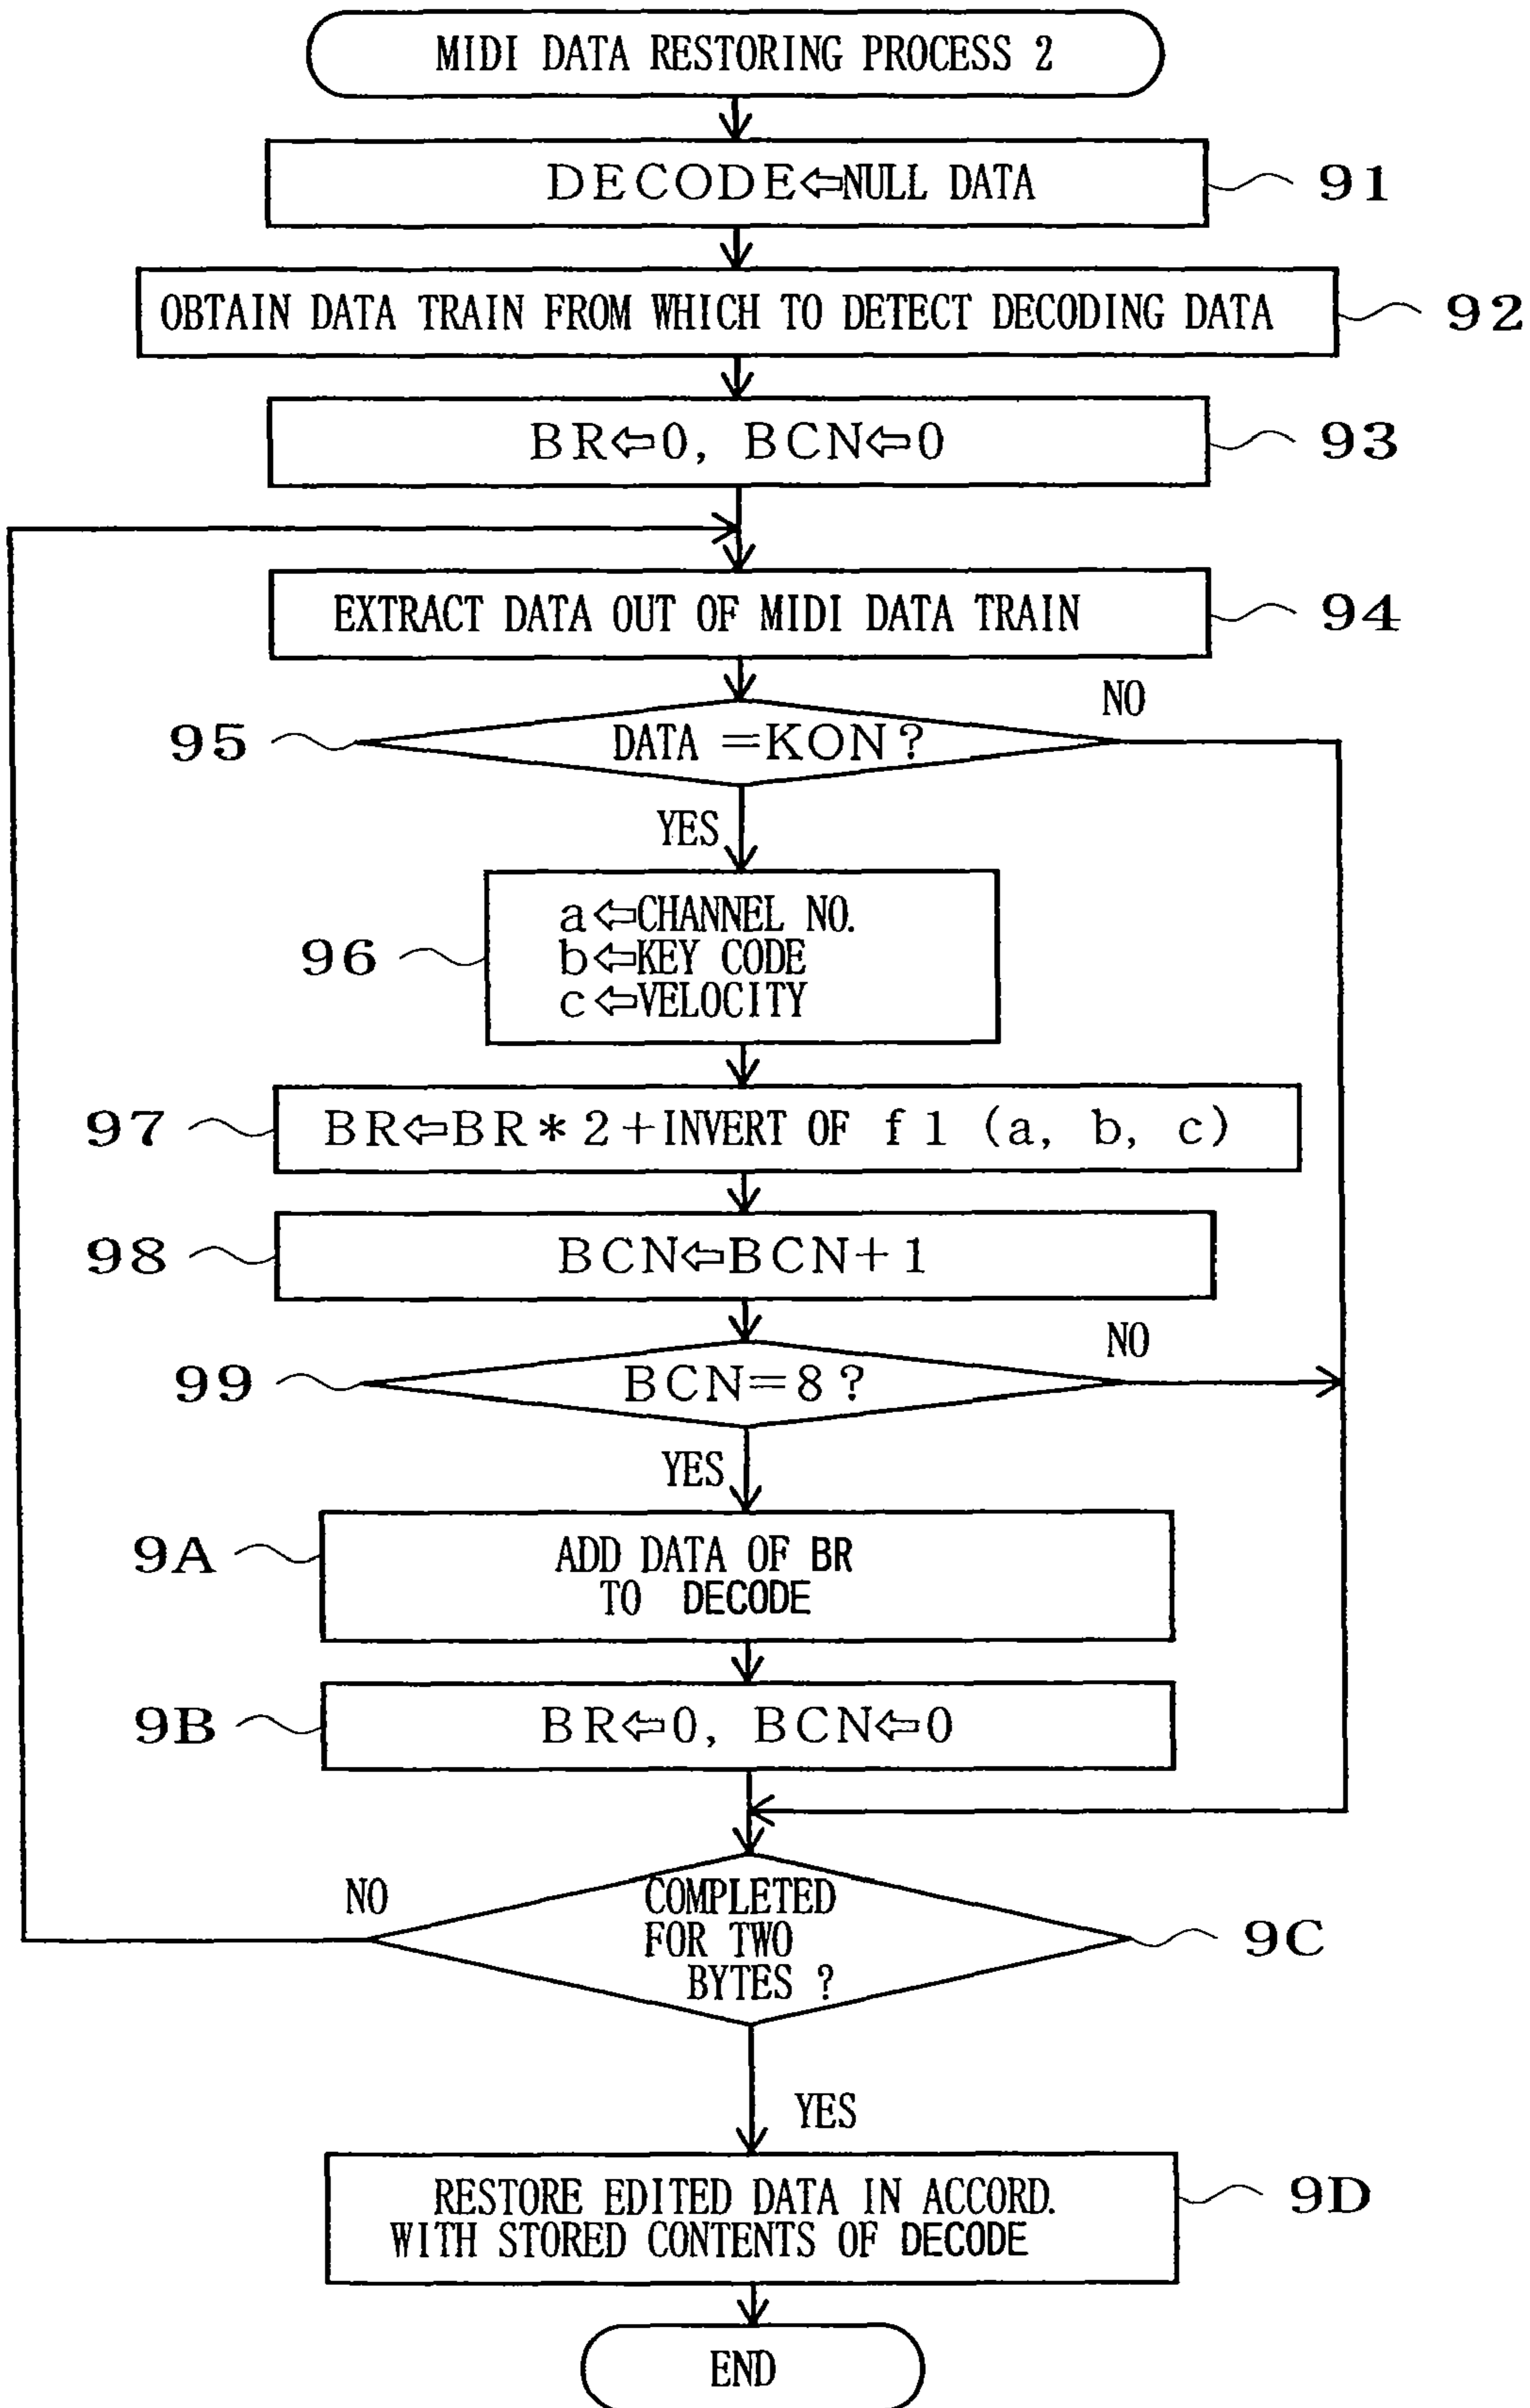 MIDI DATA RESTORING PROCESS 2
DECODE⇦NULL DATA
91
OBTAIN DATA TRAIN FROM WHICH TO DETECT DECODING DATA
92
BR⇦0, BCN⇦0
93
EXTRACT DATA OUT OF MIDI DATA TRAIN
94
NO
95
DATA =KON?
YES
a⇦CHANNEL NO.
96
b⇦KEY CODE
c⇦VELOCITY
97
BR⇦BR*2+INVERT OF f1 (a, b, c)
98
BCN⇦BCN+1
NO
99
BCN=8?
YES
9A
ADD DATA OF BR
TO DECODE
9B
BR⇦0, BCN⇦0
NO
COMPLETED
FOR TWO
BYTES ?
9C
YES
RESTORE EDITED DATA IN ACCORD.
WITH STORED CONTENTS OF DECODE
9D
END